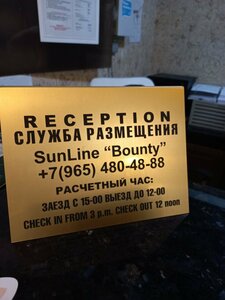 RECEPTION
СЛУЖБА РАЗМЕЩЕНИЯ
SunLine "Bounty"
+7(965) 480-48-88
РАСЧЕТНЫЙ ЧАС:
ЗАЕЗД С 15-00 ВЫЕЗД ДО 12-00
CHECK IN FROM 3 p.m. CHECK OUT 12 noon